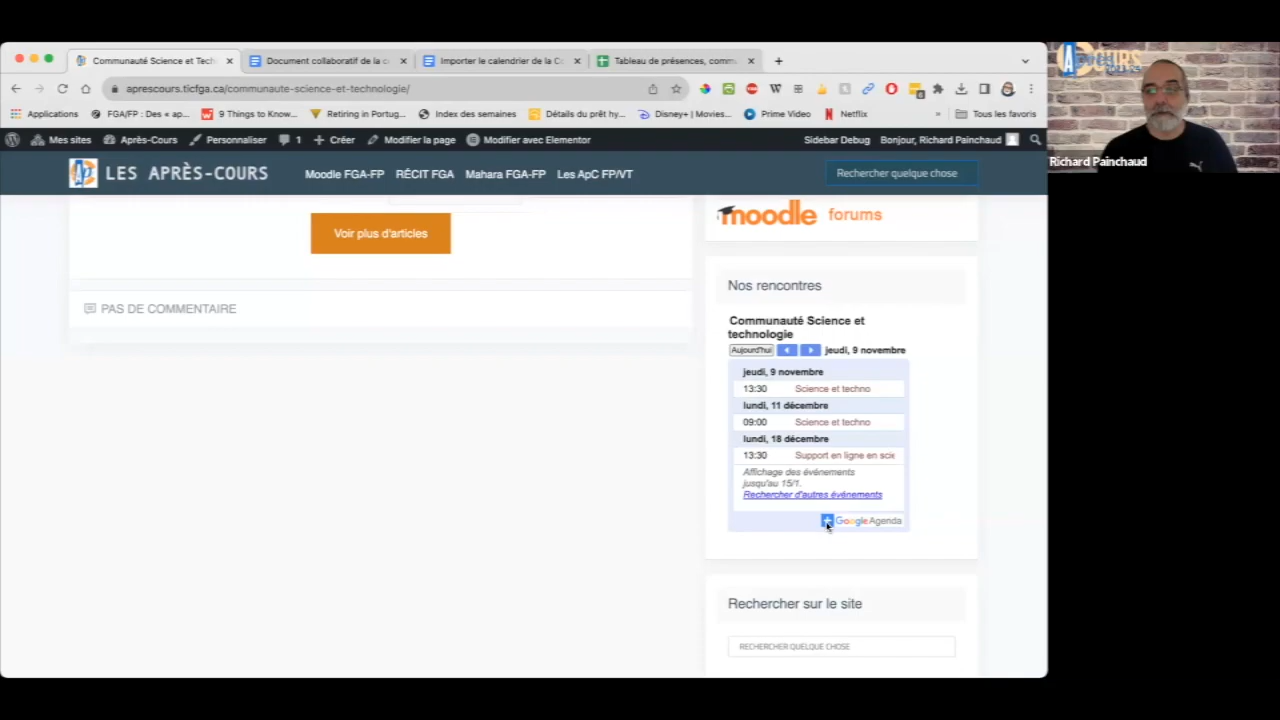 Communauté Science et Tech
Document collaboratif de la c
Importer le calendrier de la C
Tableau de présences, comm
aprescours.ticfga.ca/communaute-science-et-technologie/
Applications
FGA/FP : Des « ap...
9 Things to Know...
Retiring in Portug...
Index des semaines
Détails du prêt hy...
Disney+ | Movies...
Prime Video
Netflix
»
Tous les favoris
Mes sites
Après-Cours
Personnaliser
1
Créer
Modifier la page
Modifier avec Elementor
Sidebar Debug
Bonjour, Richard Painchaud
LES APRÈS-COURS
Moodle FGA-FP
RÉCIT FGA
Mahara FGA-FP
Les ApC FP/VT
Rechercher quelque chose
Voir plus d'articles
PAS DE COMMENTAIRE
moodle forums
Nos rencontres
Communauté Science et
technologie
Aujourd'hui
jeudi, 9 novembre
jeudi, 9 novembre
13:30 Science et techno
lundi, 11 décembre
09:00 Science et techno
lundi, 18 décembre
13:30 Support en ligne en scie
Affichage des événements
jusqu'au 15/1.
Rechercher d'autres événements
Google Agenda
Rechercher sur le site
RECHERCHER QUELQUE CHOSE
Richard Painchaud